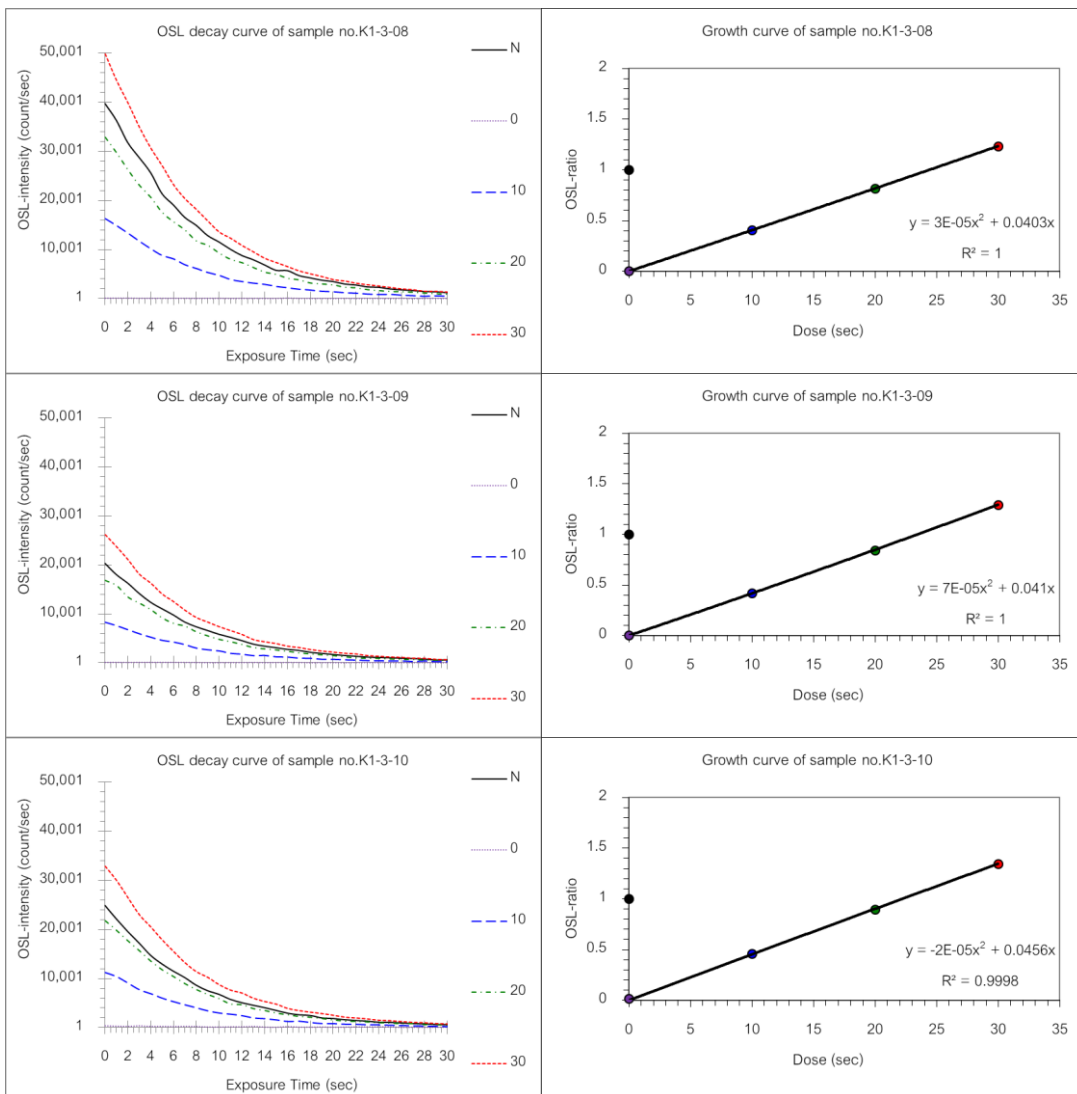 OSL decay curve of sample no.K1-3-08
50,001
40,001
30,001
20,001
10,001
1
OSL-intensity (count/sec)
0 2 4 6 8 10 12 14 16 18 20 22 24 26 28 30
Exposure Time (sec)
N
0
10
20
30
Growth curve of sample no.K1-3-08
2
1.5
1
0.5
0
OSL-ratio
y = 3E-05x² + 0.0403x
R² = 1
0 5 10 15 20 25 30 35
Dose (sec)
OSL decay curve of sample no.K1-3-09
50,001
40,001
30,001
20,001
10,001
1
OSL-intensity (count/sec)
0 2 4 6 8 10 12 14 16 18 20 22 24 26 28 30
Exposure Time (sec)
N
0
10
20
30
Growth curve of sample no.K1-3-09
2
1.5
1
0.5
0
OSL-ratio
y = 7E-05x² + 0.041x
R² = 1
0 5 10 15 20 25 30 35
Dose (sec)
OSL decay curve of sample no.K1-3-10
50,001
40,001
30,001
20,001
10,001
1
OSL-intensity (count/sec)
0 2 4 6 8 10 12 14 16 18 20 22 24 26 28 30
Exposure Time (sec)
N
0
10
20
30
Growth curve of sample no.K1-3-10
2
1.5
1
0.5
0
OSL-ratio
y = -2E-05x² + 0.0456x
R² = 0.9998
0 5 10 15 20 25 30 35
Dose (sec)